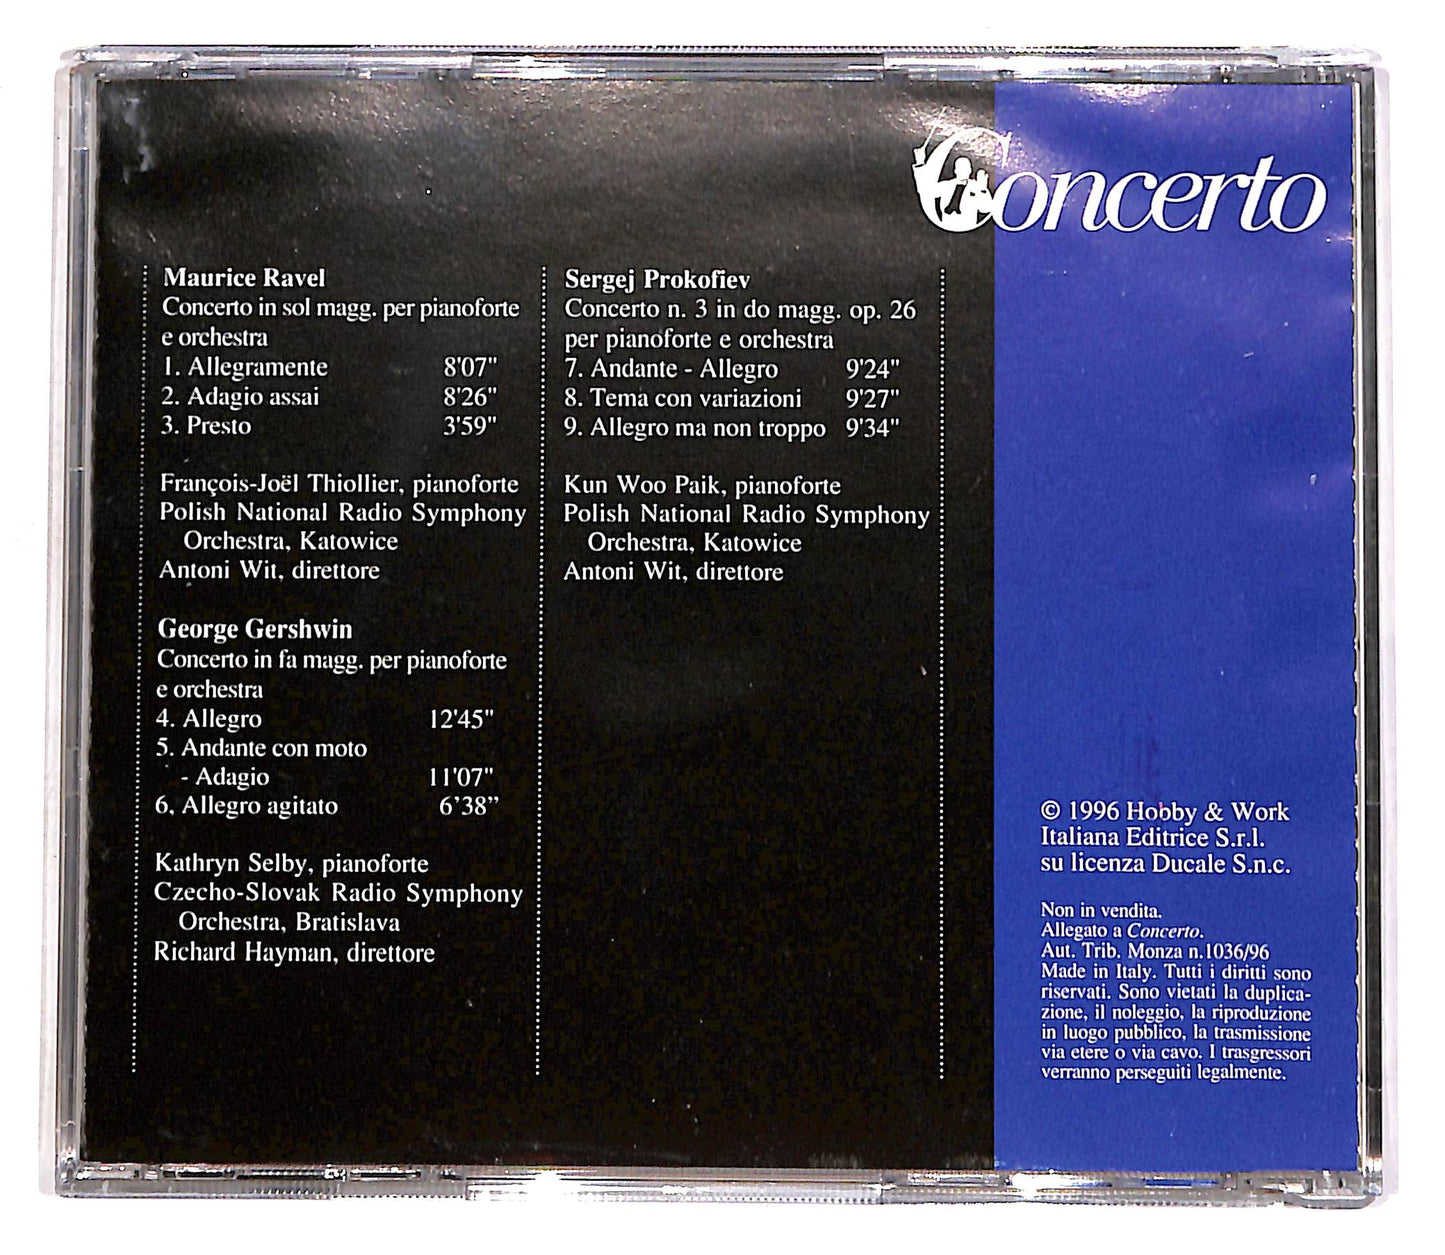 Concerto
Maurice Ravel
Concerto in sol magg. per pianoforte
e orchestra
1. Allegramente 8'07"
2. Adagio assai 8'26"
3. Presto 3'59"
François-Joël Thiollier, pianoforte
Polish National Radio Symphony
Orchestra, Katowice
Antoni Wit, direttore
George Gershwin
Concerto in fa magg. per pianoforte
e orchestra
4. Allegro 12'45"
5. Andante con moto
- Adagio 11'07"
6. Allegro agitato 6’38”
Kathryn Selby, pianoforte
Czecho-Slovak Radio Symphony
Orchestra, Bratislava
Richard Hayman, direttore
Sergej Prokofiev
Concerto n. 3 in do magg. op. 26
per pianoforte e orchestra
7. Andante - Allegro 9'24"
8. Tema con variazioni 9'27"
9. Allegro ma non troppo 9'34"
Kun Woo Paik, pianoforte
Polish National Radio Symphony
Orchestra, Katowice
Antoni Wit, direttore
© 1996 Hobby & Work
Italiana Editrice S.r.l.
su licenza Ducale S.n.c.
Non in vendita.
Allegato a Concerto.
Aut. Trib. Monza n.1036/96
Made in Italy. Tutti i diritti sono
riservati. Sono vietati la duplica-
zione, il noleggio, la riproduzione
in luogo pubblico, la trasmissione
via etere o via cavo. I trasgressori
verranno perseguiti legalmente.